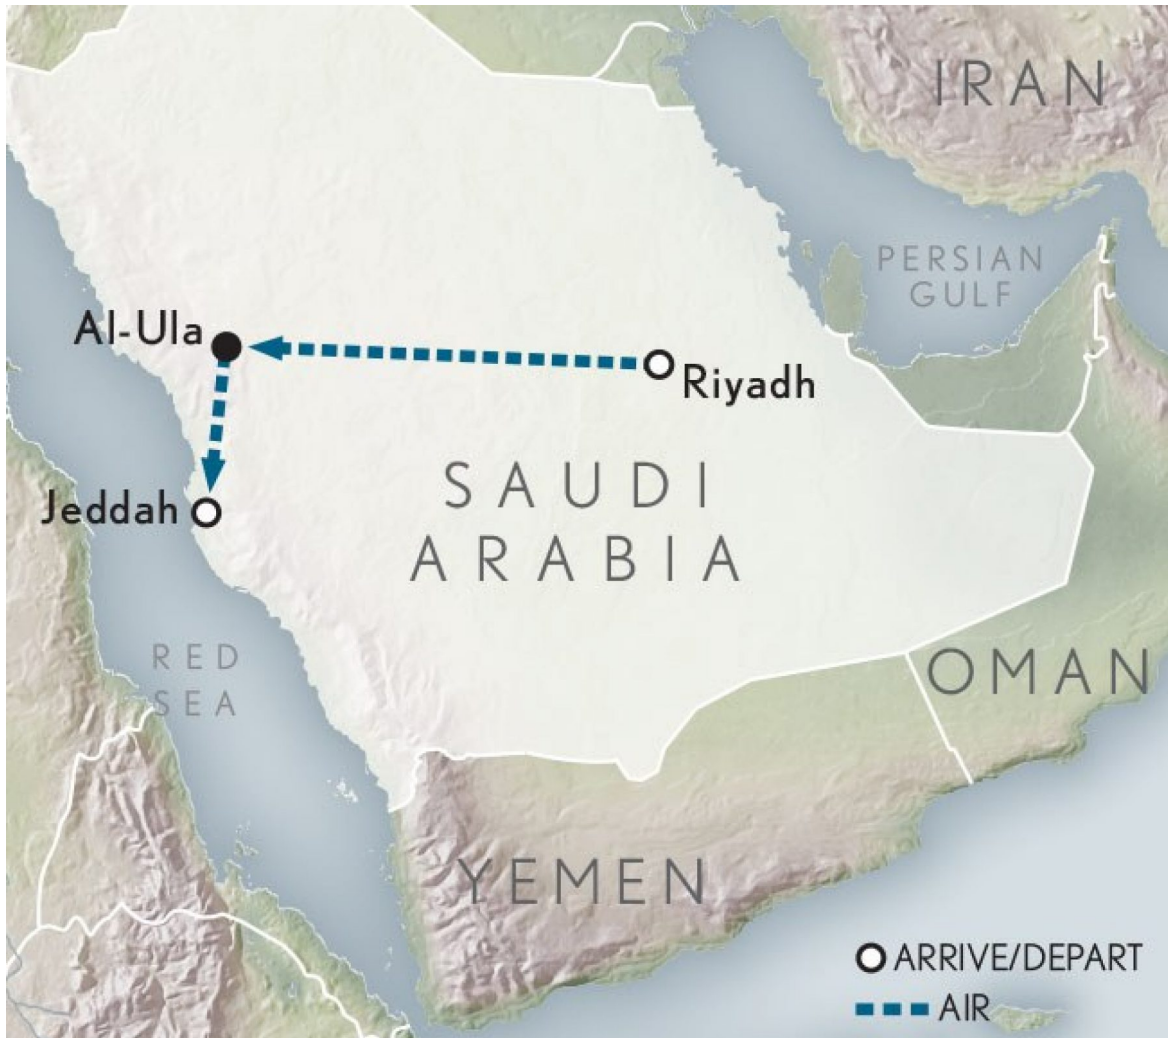 IRAN
PERSIAN
GULF
Al-Ula
Riyadh
SAUDI
ARABIA
Jeddah
RED
SEA
OMAN
YEMEN
ARRIVE/DEPART
AIR